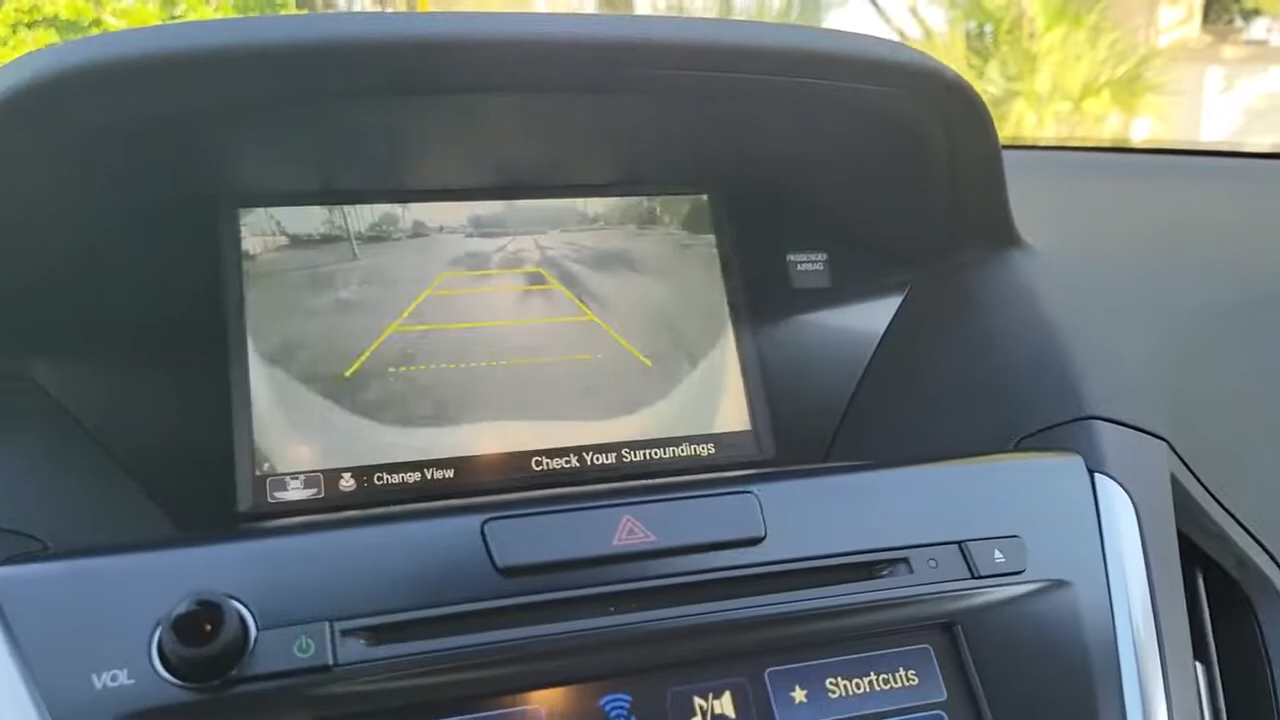 PASSENGER
AIRBAG
: Change View
Check Your Surroundings
VOL
Shortcuts